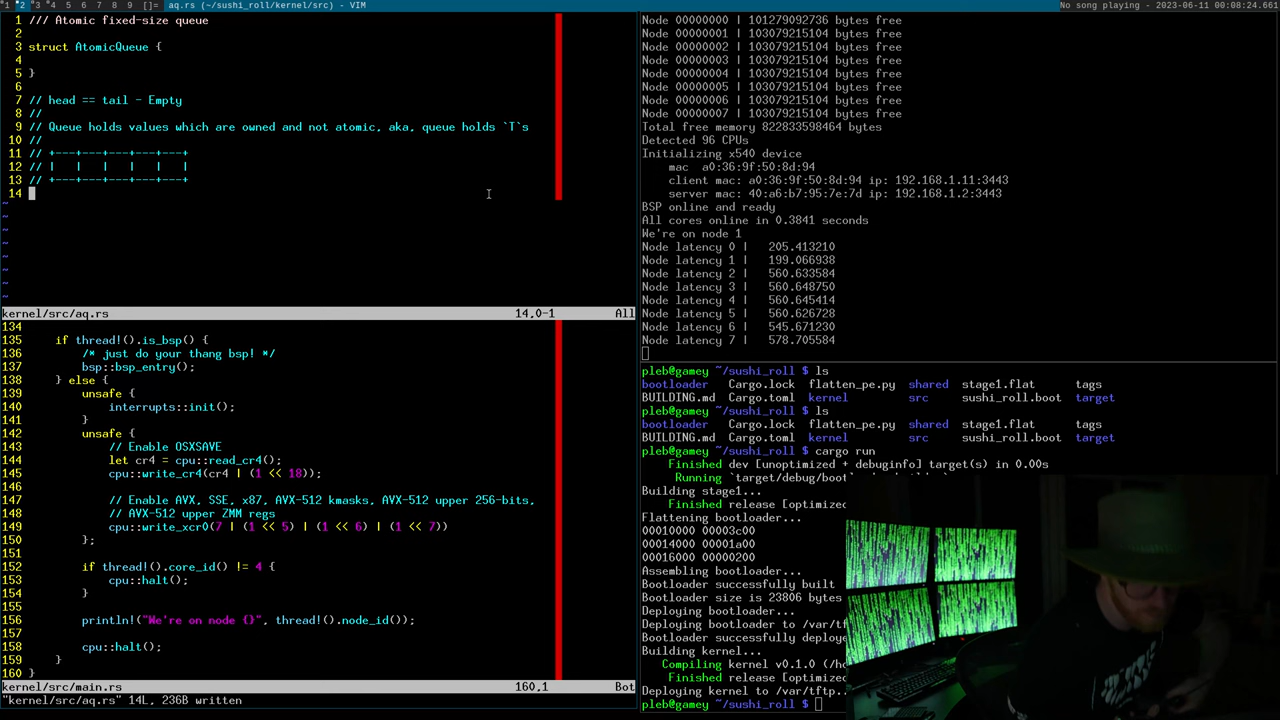 1 2 3 4 5 6 7 8 9 []= aq.rs (~/sushi_roll/kernel/src) - VIM
No song playing - 2023-06-11 00:08:24.661
1 /// Atomic fixed-size queue
2
3 struct AtomicQueue {
4
5 }
6
7 // head == tail - Empty
8 //
9 // Queue holds values which are owned and not atomic, aka, queue holds `T`s
10 //
11 // +---+---+---+---+---+
12 // |   |   |   |   |   |
13 // +---+---+---+---+---+
14
~
~
~
~
~
~
~
~
kernel/src/aq.rs 14,0-1 All
134
135 if thread!().is_bsp() {
136 /* just do your thang bsp! */
137 bsp::bsp_entry();
138 } else {
139 unsafe {
140 interrupts::init();
141 }
142 unsafe {
143 // Enable OSXSAVE
144 let cr4 = cpu::read_cr4();
145 cpu::write_cr4(cr4 | (1 << 18));
146
147 // Enable AVX, SSE, x87, AVX-512 kmasks, AVX-512 upper 256-bits,
148 // AVX-512 upper ZMM regs
149 cpu::write_xcr0(7 | (1 << 5) | (1 << 6) | (1 << 7))
150 };
151
152 if thread!().core_id() != 4 {
153 cpu::halt();
154 }
155
156 println!("We're on node {}", thread!().node_id());
157
158 cpu::halt();
159 }
160 }
kernel/src/main.rs 160,1 Bot
"kernel/src/aq.rs" 14L, 236B written
Node 00000000 | 101279092736 bytes free
Node 00000001 | 103079215104 bytes free
Node 00000002 | 103079215104 bytes free
Node 00000003 | 103079215104 bytes free
Node 00000004 | 103079215104 bytes free
Node 00000005 | 103079215104 bytes free
Node 00000006 | 103079215104 bytes free
Node 00000007 | 103079215104 bytes free
Total free memory 822833598464 bytes
Detected 96 CPUs
Initializing x540 device
mac a0:36:9f:50:8d:94
client mac: a0:36:9f:50:8d:94 ip: 192.168.1.11:3443
server mac: 40:a6:b7:95:7e:7d ip: 192.168.1.2:3443
BSP online and ready
All cores online in 0.3841 seconds
We're on node 1
Node latency 0 | 205.413210
Node latency 1 | 199.066938
Node latency 2 | 560.633584
Node latency 3 | 560.648750
Node latency 4 | 560.645414
Node latency 5 | 560.626728
Node latency 6 | 545.671230
Node latency 7 | 578.705584
pleb@gamey ~/sushi_roll $ ls
bootloader Cargo.lock flatten_pe.py shared stage1.flat tags
BUILDING.md Cargo.toml kernel src sushi_roll.boot target
pleb@gamey ~/sushi_roll $ ls
bootloader Cargo.lock flatten_pe.py shared stage1.flat tags
BUILDING.md Cargo.toml kernel src sushi_roll.boot target
pleb@gamey ~/sushi_roll $ cargo run
Finished dev [unoptimized + debuginfo] target(s) in 0.00s
Running `target/debug/boot
Building stage1...
Finished release [optimized
Flattening bootloader...
00010000 00003c00
00014000 00001a00
00016000 00000200
Assembling bootloader...
Bootloader successfully built
Bootloader size is 23806 bytes
Deploying bootloader...
Deploying bootloader to /var/tf
Bootloader successfully deploye
Building kernel...
Compiling kernel v0.1.0 (/ho
Finished release [optimized
Deploying kernel to /var/tftp..
pleb@gamey ~/sushi_roll $